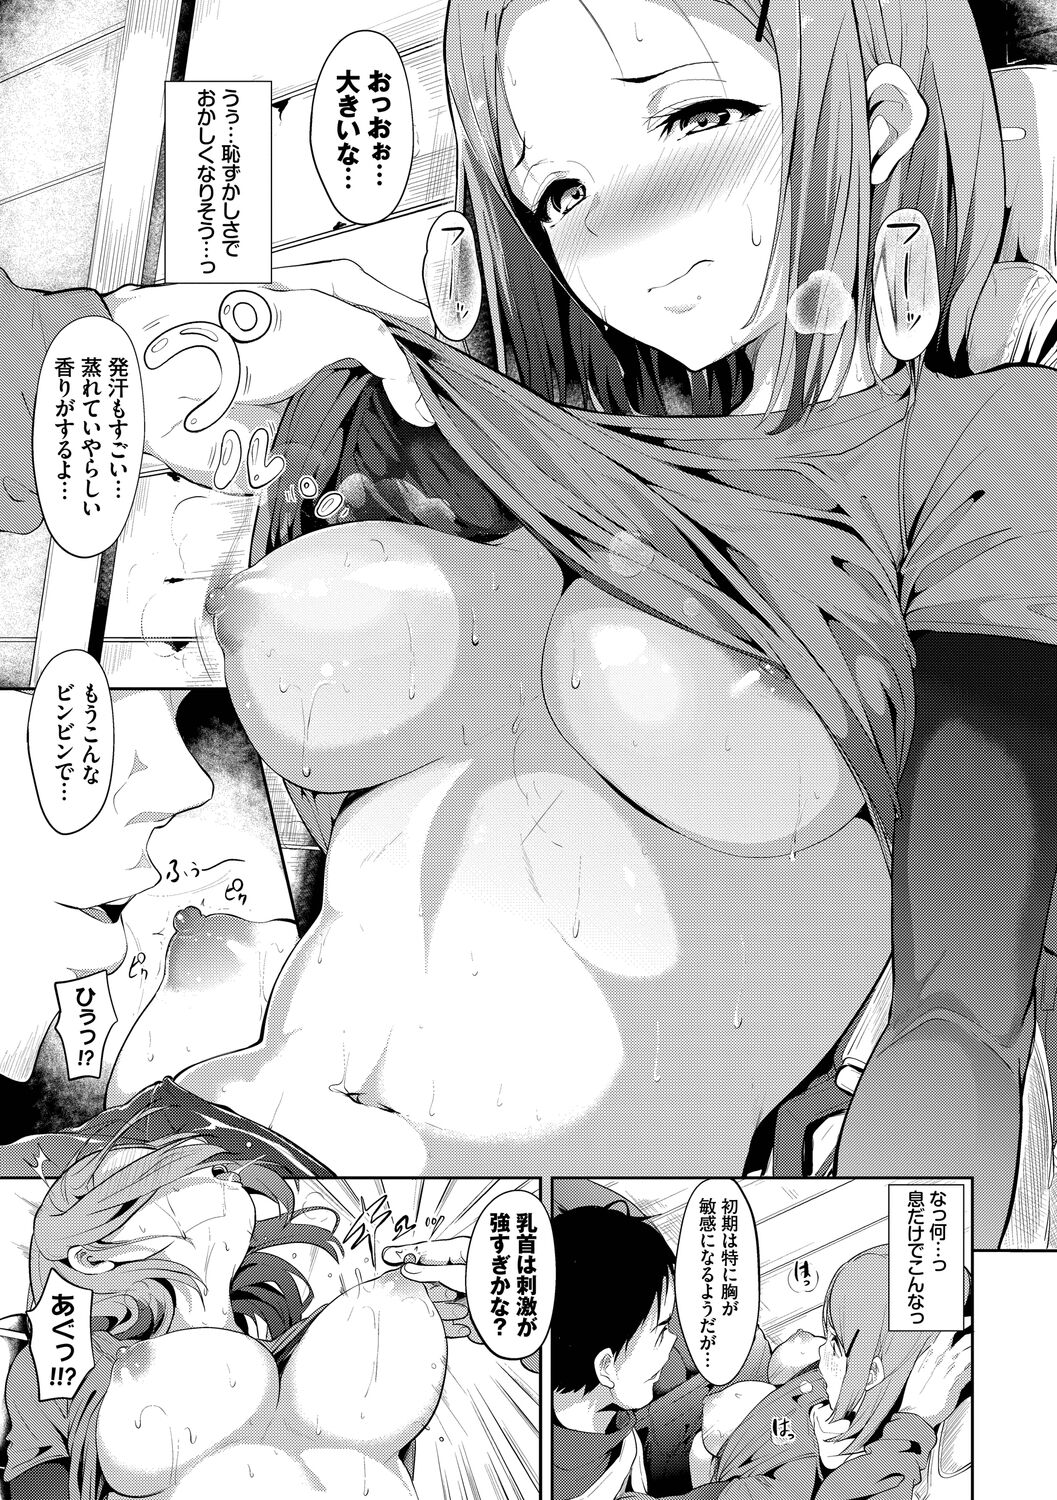 おっおぉ…
大きいな…
うぅ…恥ずかしさで
おかしくなりそう…っ
フーッ
フーッ
発汗もすごい…
蒸れていやらしい
香りがするよ…
もうこんな
ビンビンで…
ふぅー
ピク
ピク
ひぅっ!?
なっ何…っ
息だけでこんなっ
初期は特に胸が
敏感になるようだが…
はっ
はっ
乳首は刺激が
強すぎかな?
あぐっ!!?